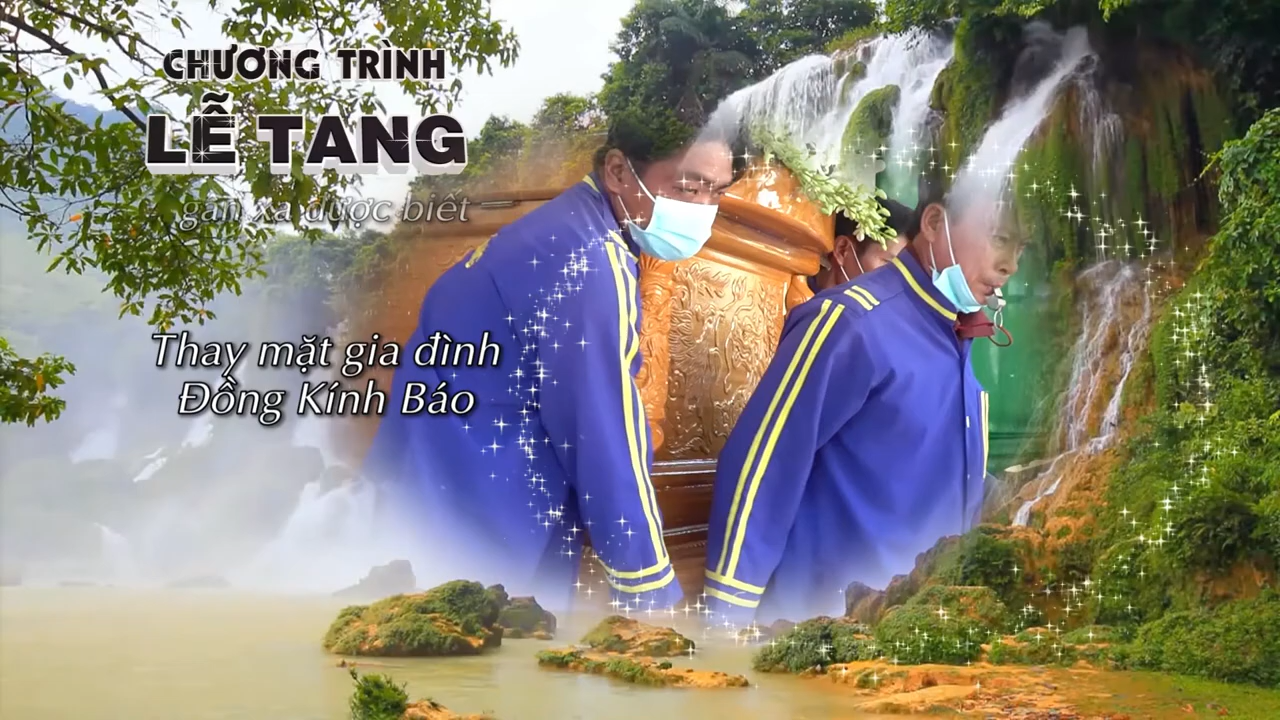 CHƯƠNG TRÌNH
LỄ TANG
gần xa được biết
Thay mặt gia đình
Đồng Kính Báo